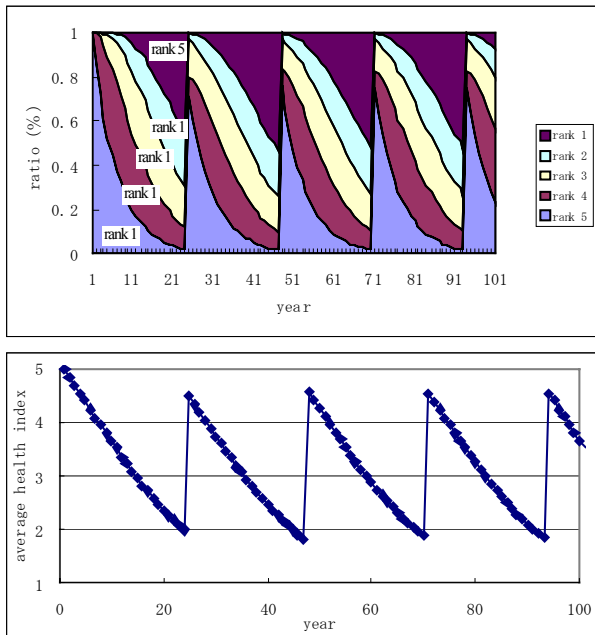 1
0.8
0.6
0.4
0.2
0
ratio (%)
rank 5
rank 1
rank 1
rank 1
rank 1
1 11 21 31 41 51 61 71 81 91 101
year
rank 1
rank 2
rank 3
rank 4
rank 5
5
4
3
2
1
average health index
0 20 40 60 80 100
year